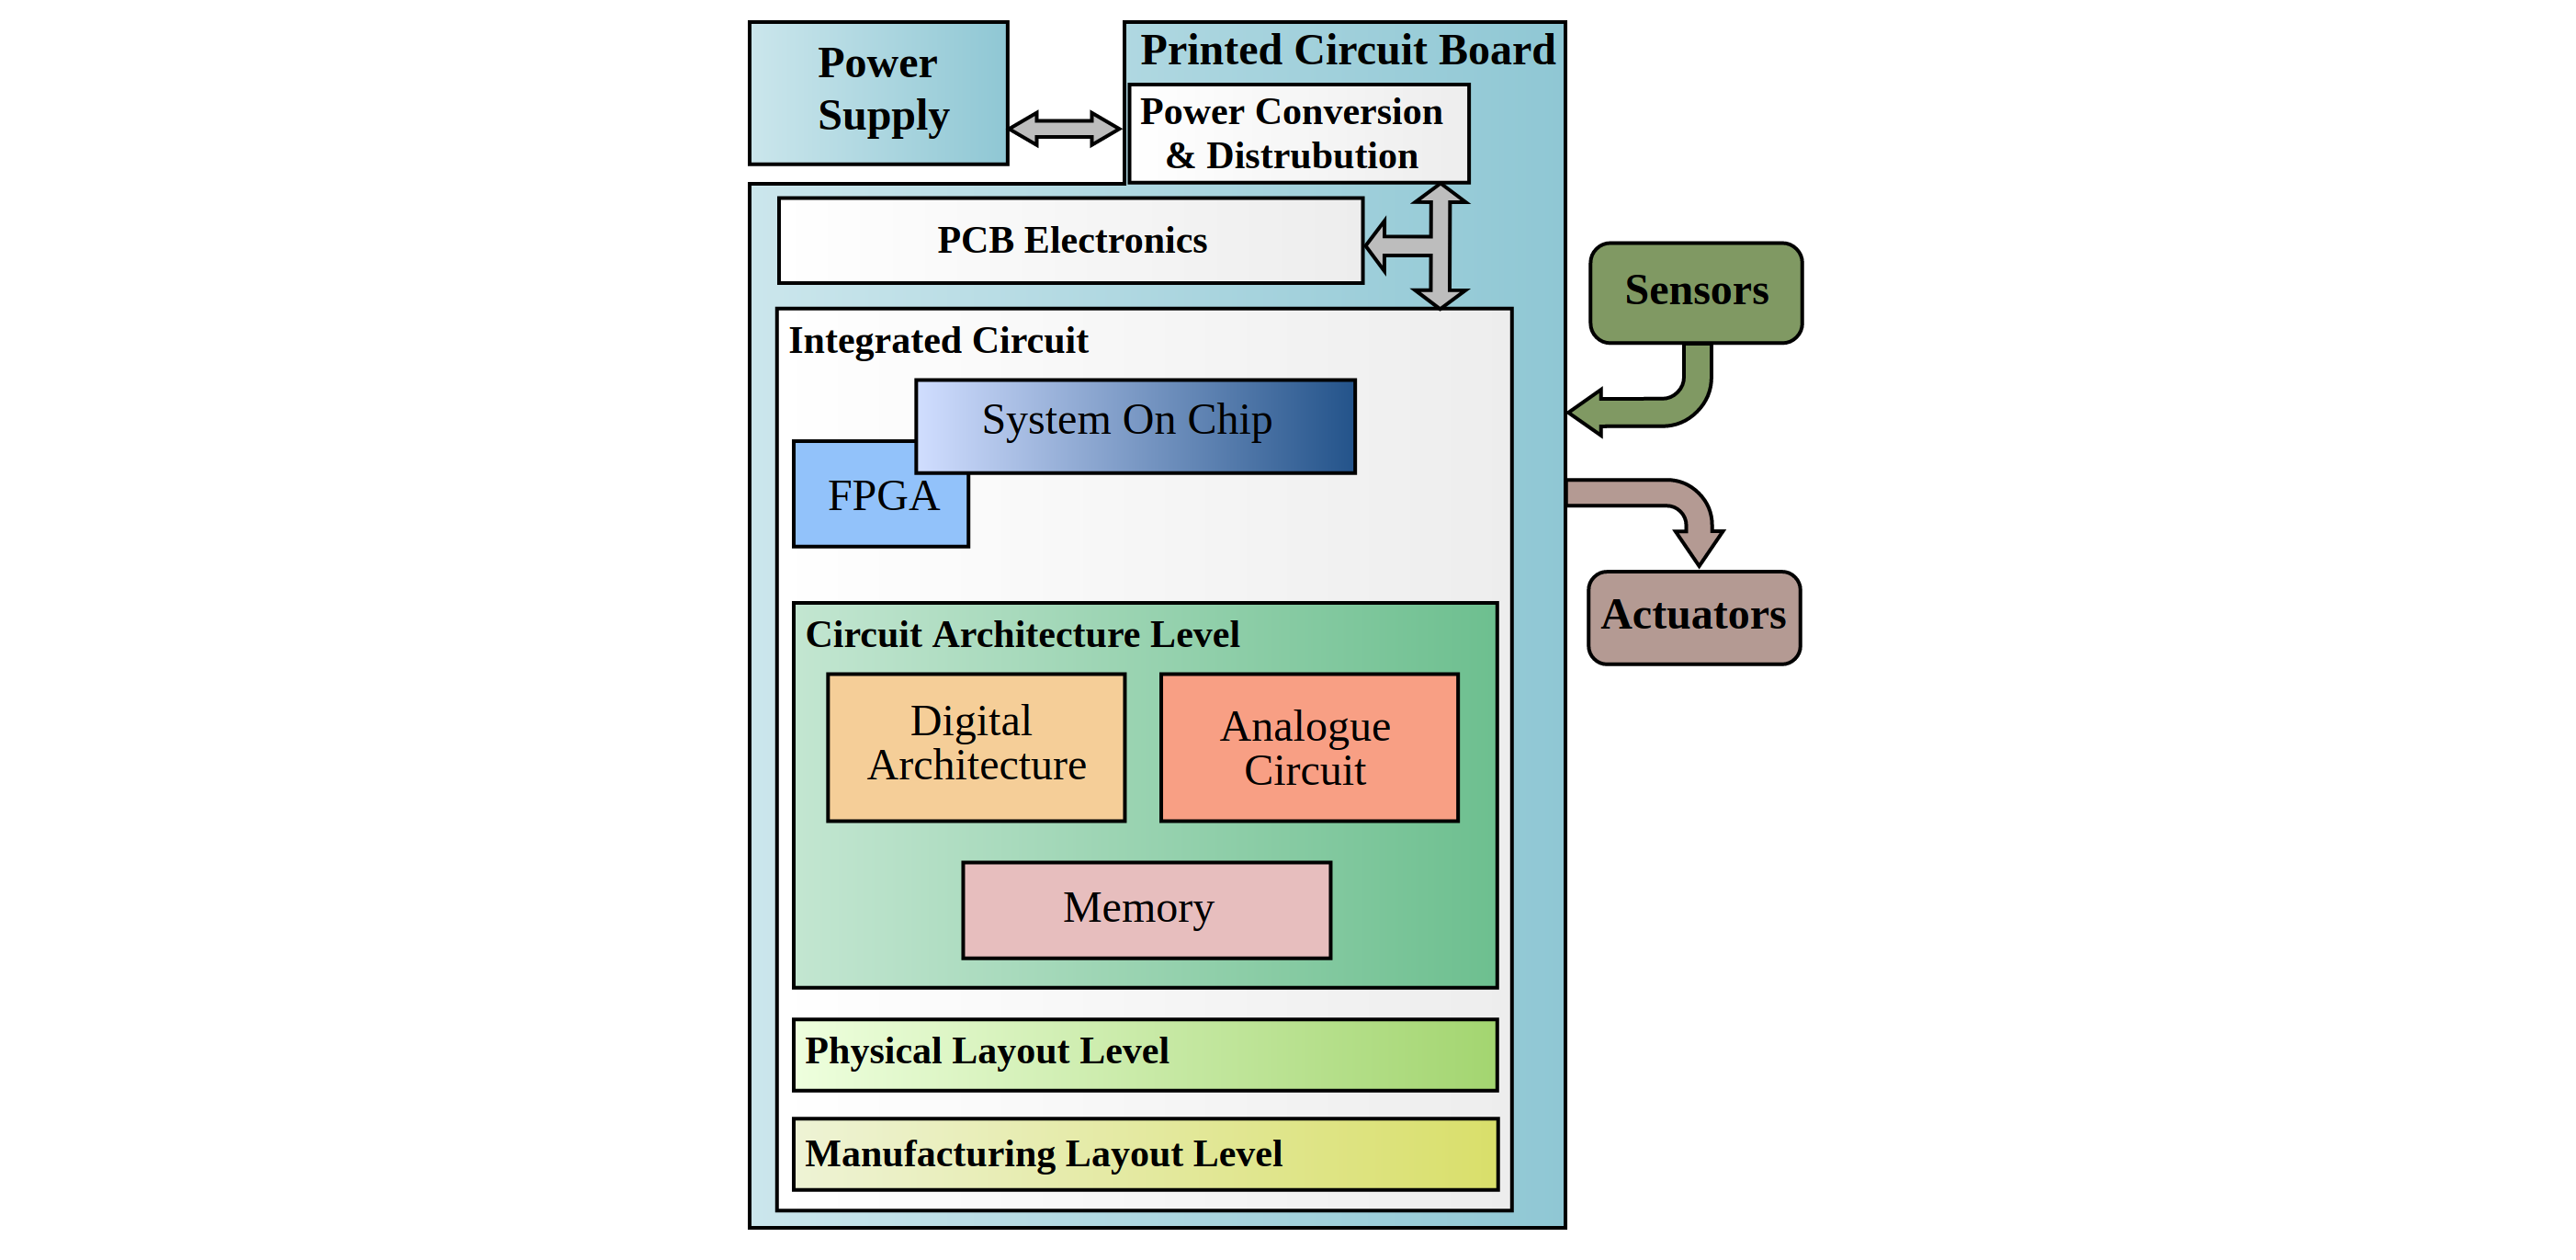 Power
Supply
Printed Circuit Board
Power Conversion
& Distrubution
PCB Electronics
Sensors
Integrated Circuit
System On Chip
FPGA
Actuators
Circuit Architecture Level
Digital
Architecture
Analogue
Circuit
Memory
Physical Layout Level
Manufacturing Layout Level